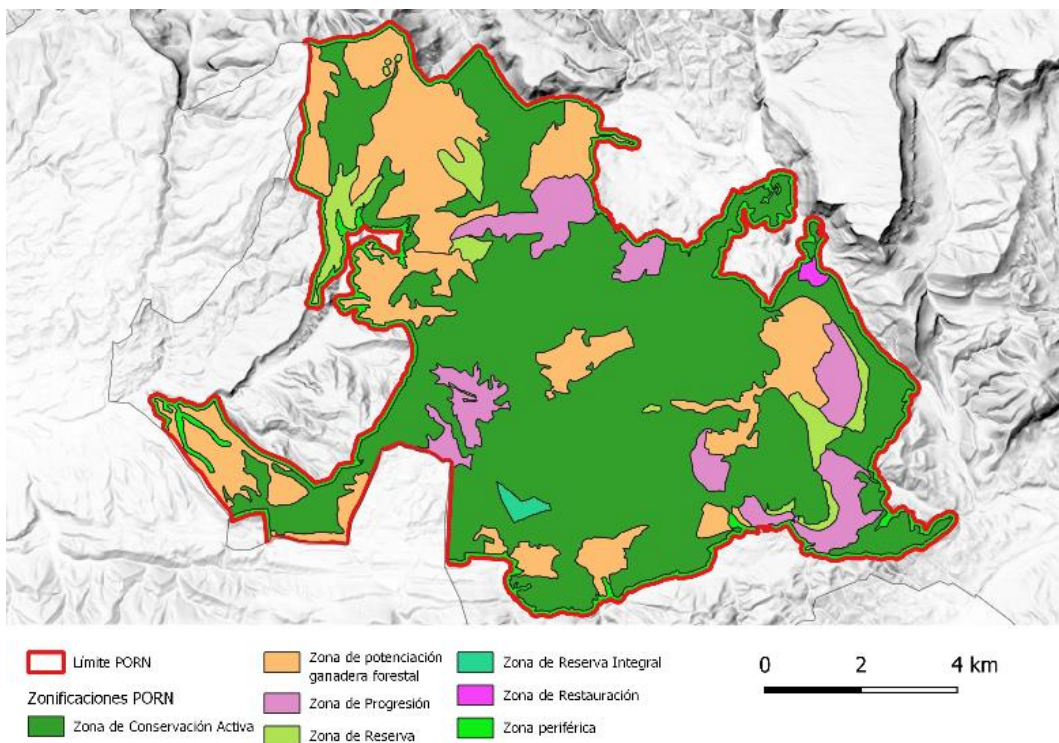 Límite PORN
Zonificaciones PORN
Zona de Conservación Activa
Zona de potenciación
ganadera forestal
Zona de Progresión
Zona de Reserva
Zona de Reserva Integral
Zona de Restauración
Zona periférica
0 2 4 km